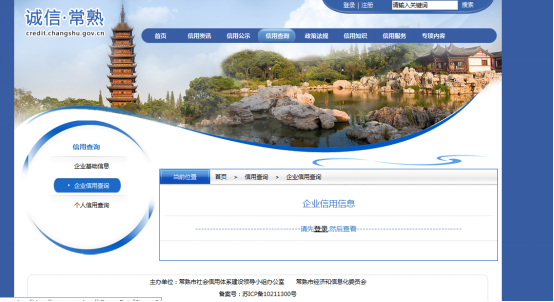 登录 | 注册 请输入关键词 搜索
诚信·常熟
credit.changshu.gov.cn
首页 信用资讯 信用公示 信用查询 政策法规 信用知识 信用服务 专项内容
信用查询
企业基础信息
企业信用查询
个人信用查询
当前位置 首页 > 信用查询 > 企业信用查询
企业信用信息
请先登录,然后查看
主办单位：常熟市社会信用体系建设领导小组办公室 常熟市经济和信息化委员会
备案号：苏ICP备10211300号